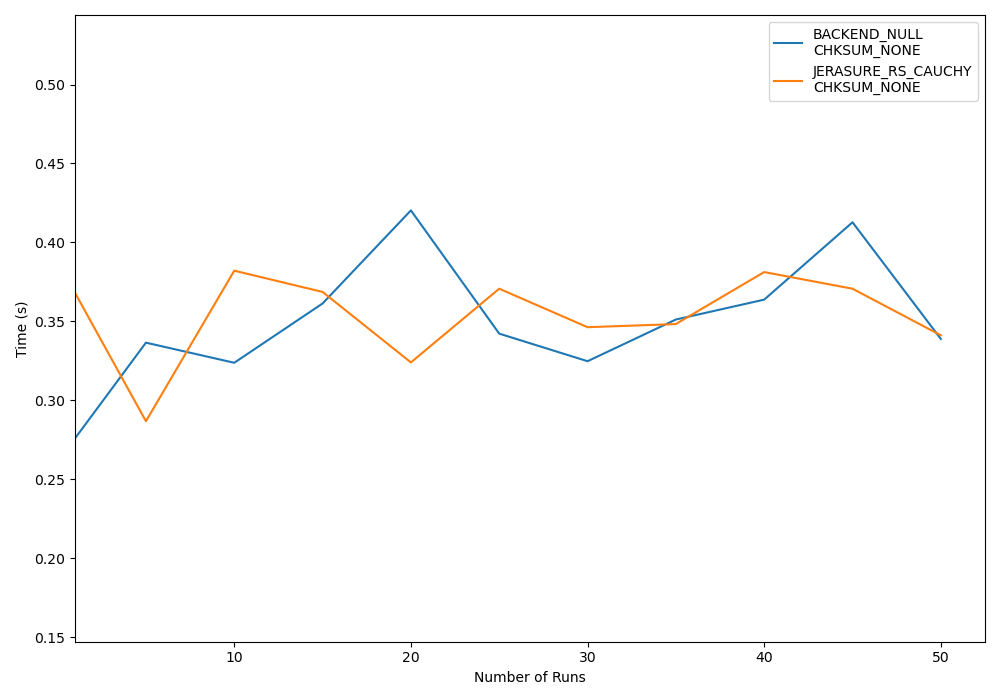 BACKEND_NULL
CHKSUM_NONE
JERASURE_RS_CAUCHY
CHKSUM_NONE
0.50
0.45
0.40
0.35
0.30
0.25
0.20
0.15
Time (s)
10 20 30 40 50
Number of Runs